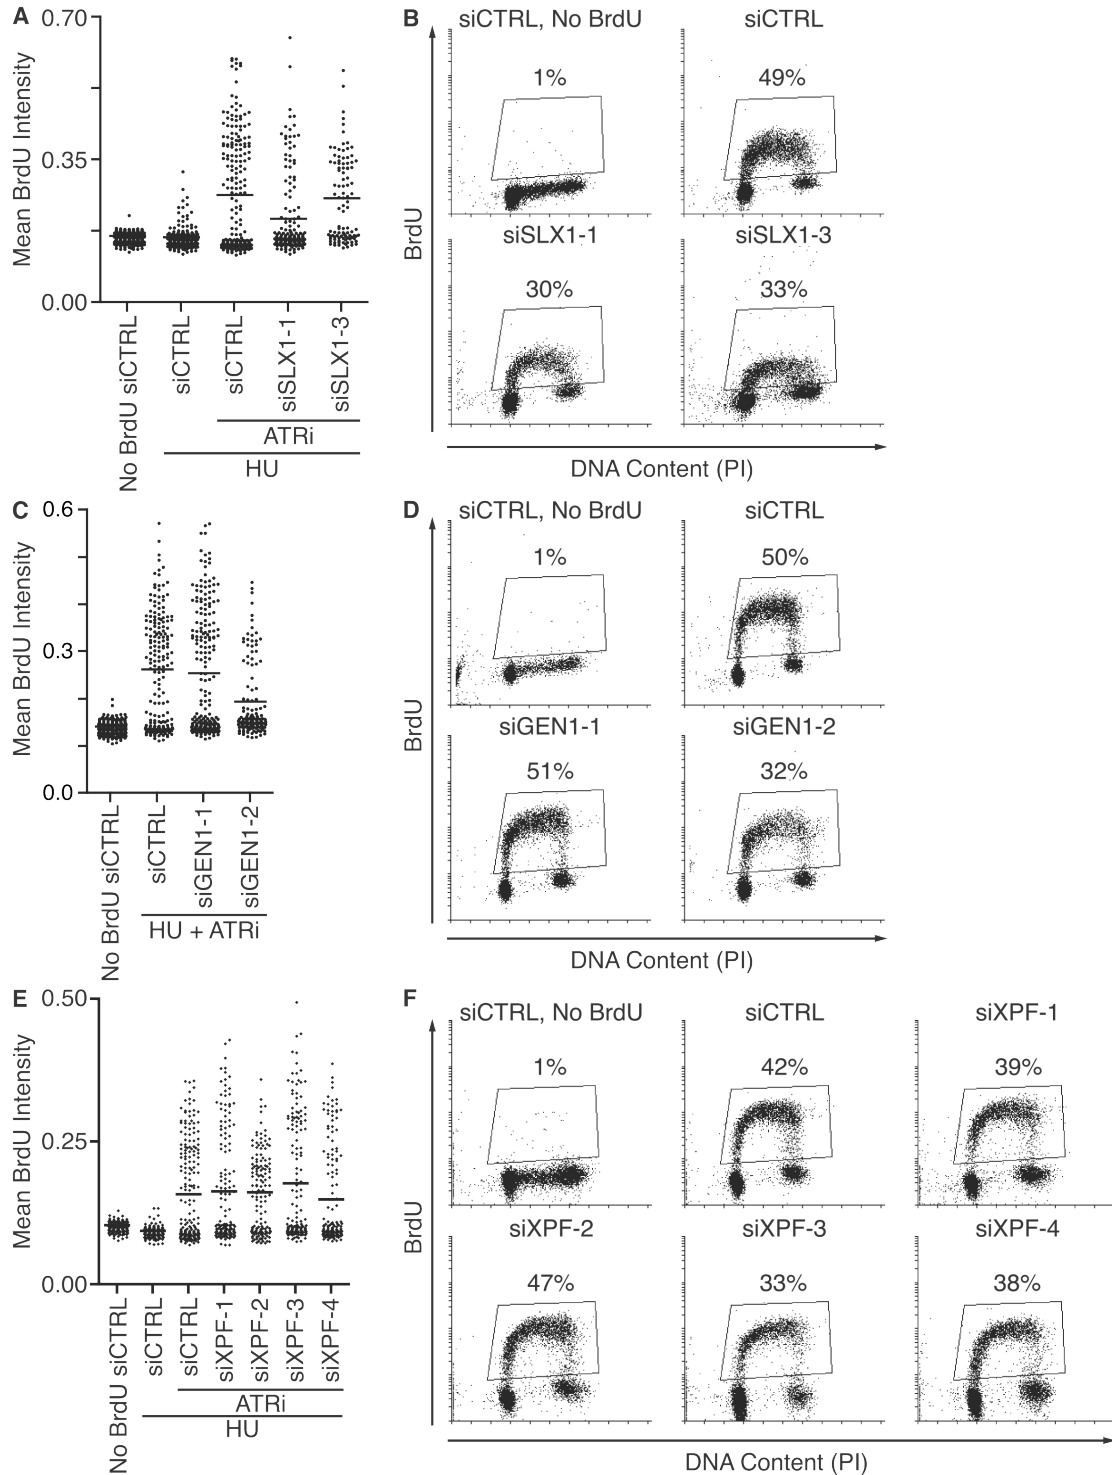 A
0.70
0.35
0.00
Mean BrdU Intensity
No BrdU siCTRL
siCTRL
siCTRL
siSLX1-1
siSLX1-3
ATRi
HU
B
siCTRL, No BrdU
siCTRL
1%
49%
siSLX1-1
siSLX1-3
30%
33%
BrdU
DNA Content (PI)
C
0.6
0.3
0.0
Mean BrdU Intensity
No BrdU siCTRL
siCTRL
siGEN1-1
siGEN1-2
HU + ATRi
D
siCTRL, No BrdU
siCTRL
1%
50%
siGEN1-1
siGEN1-2
51%
32%
BrdU
DNA Content (PI)
E
0.50
0.25
0.00
Mean BrdU Intensity
No BrdU siCTRL
siCTRL
siCTRL
siXPF-1
siXPF-2
siXPF-3
siXPF-4
ATRi
HU
F
siCTRL, No BrdU
siCTRL
siXPF-1
1%
42%
39%
siXPF-2
siXPF-3
siXPF-4
47%
33%
38%
BrdU
DNA Content (PI)